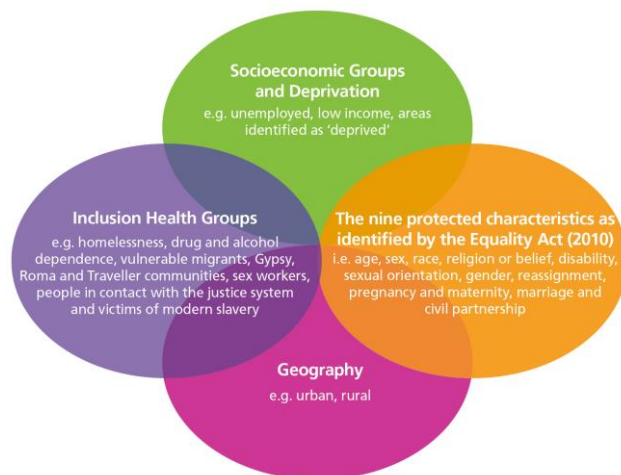 Socioeconomic Groups
and Deprivation
e.g. unemployed, low income, areas
identified as ‘deprived’
Inclusion Health Groups
e.g. homelessness, drug and alcohol
dependence, vulnerable migrants, Gypsy,
Roma and Traveller communities, sex workers,
people in contact with the justice system
and victims of modern slavery
The nine protected characteristics as
identified by the Equality Act (2010)
i.e. age, sex, race, religion or belief, disability,
sexual orientation, gender, reassignment,
pregnancy and maternity, marriage and
civil partnership
Geography
e.g. urban, rural